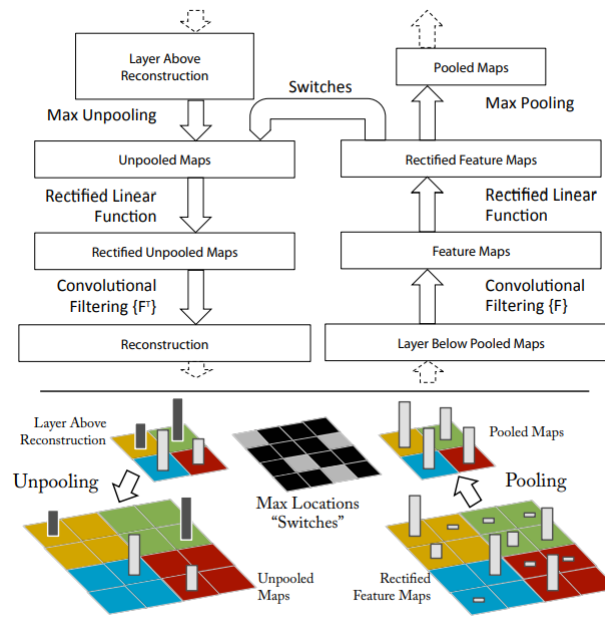 Layer Above
Reconstruction
Pooled Maps
Switches
Max Unpooling
Max Pooling
Unpooled Maps
Rectified Feature Maps
Rectified Linear
Function
Rectified Linear
Function
Rectified Unpooled Maps
Feature Maps
Convolutional
Filtering {Fᵀ}
Convolutional
Filtering {F}
Reconstruction
Layer Below Pooled Maps
Layer Above
Reconstruction
Pooled Maps
Unpooling
Pooling
Max Locations
“Switches”
Unpooled
Maps
Rectified
Feature Maps